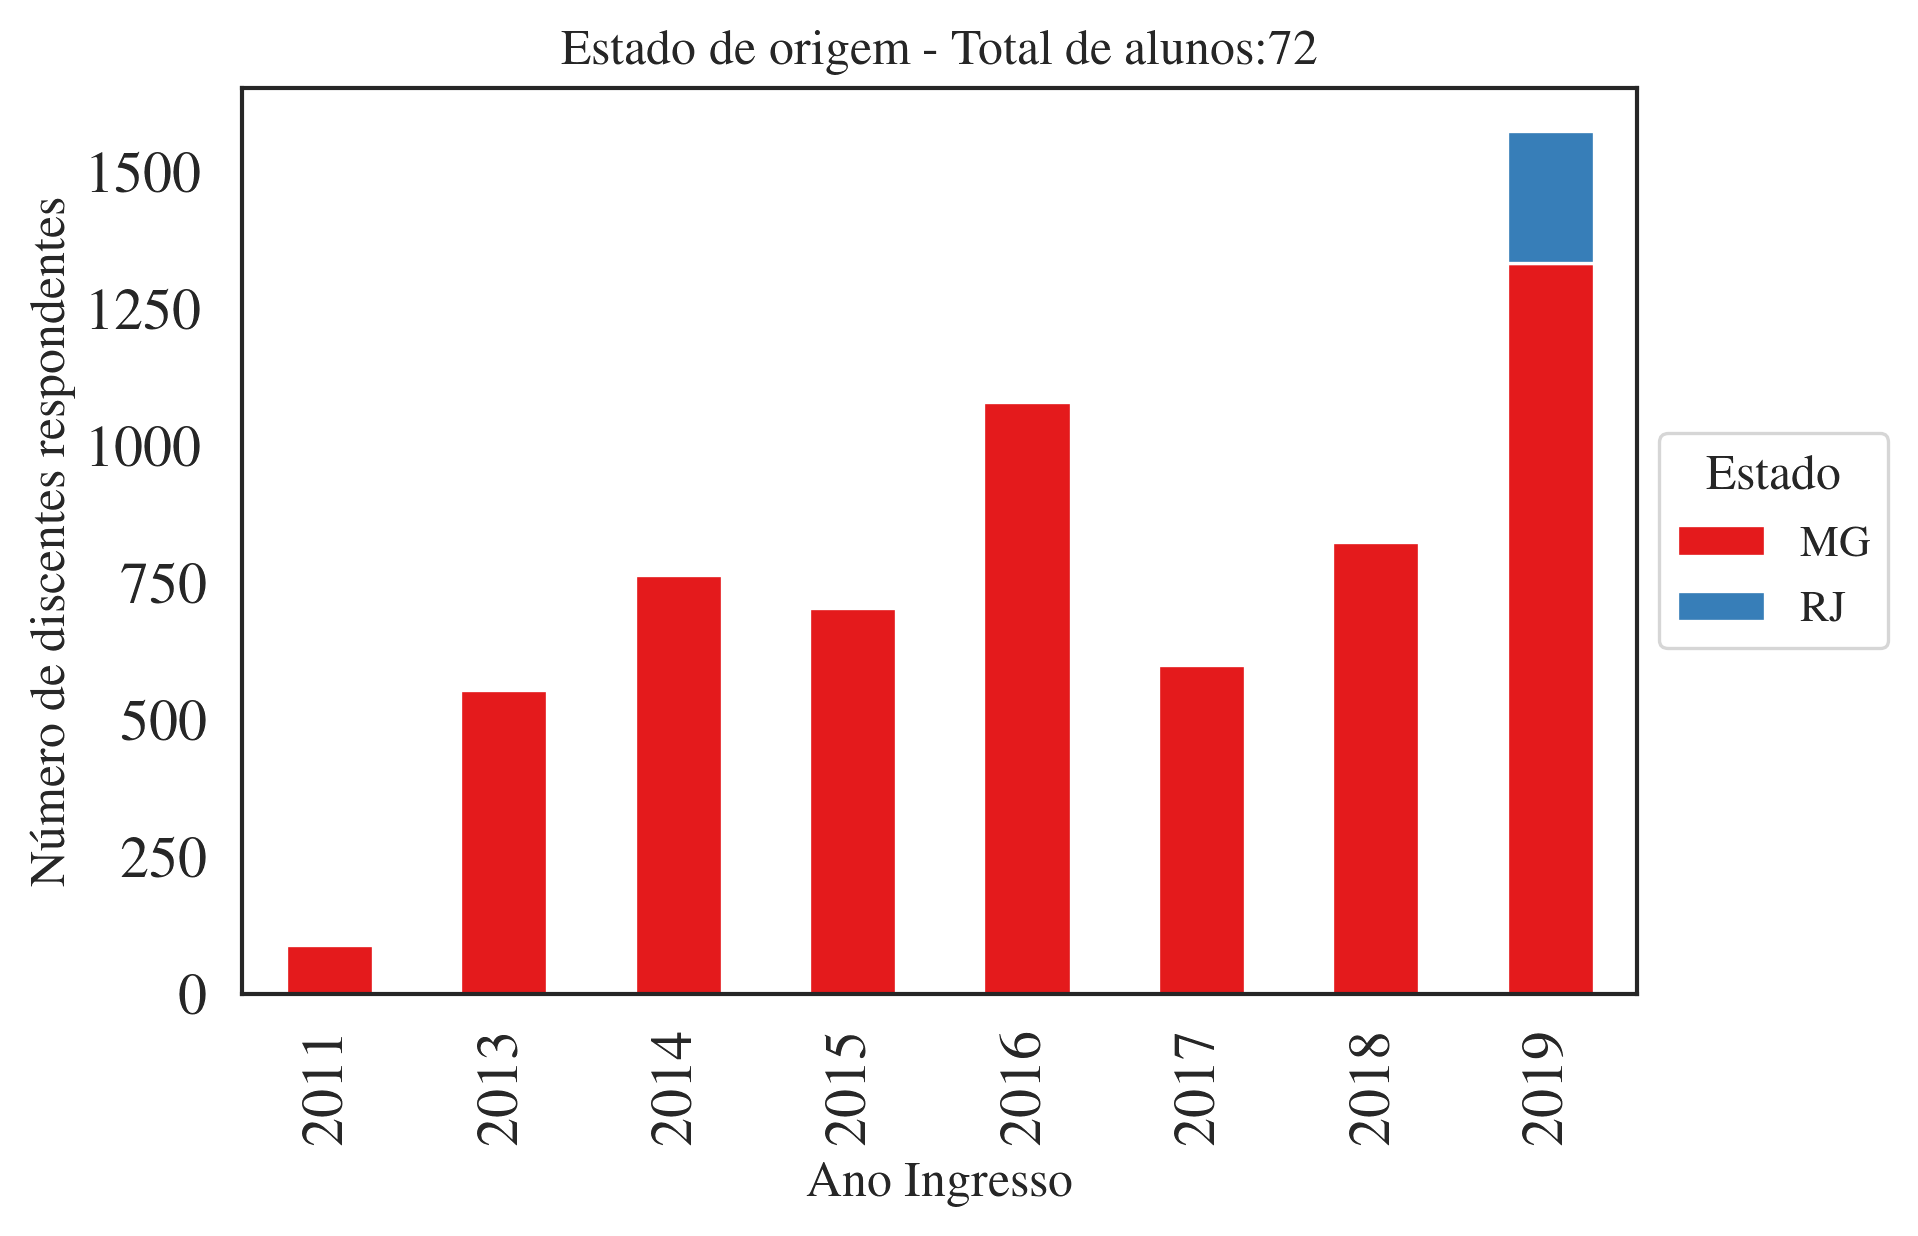 Estado de origem - Total de alunos:72
Número de discentes respondentes
1500
1250
1000
750
500
250
0
2011
2013
2014
2015
2016
2017
2018
2019
Ano Ingresso
Estado
MG
RJ